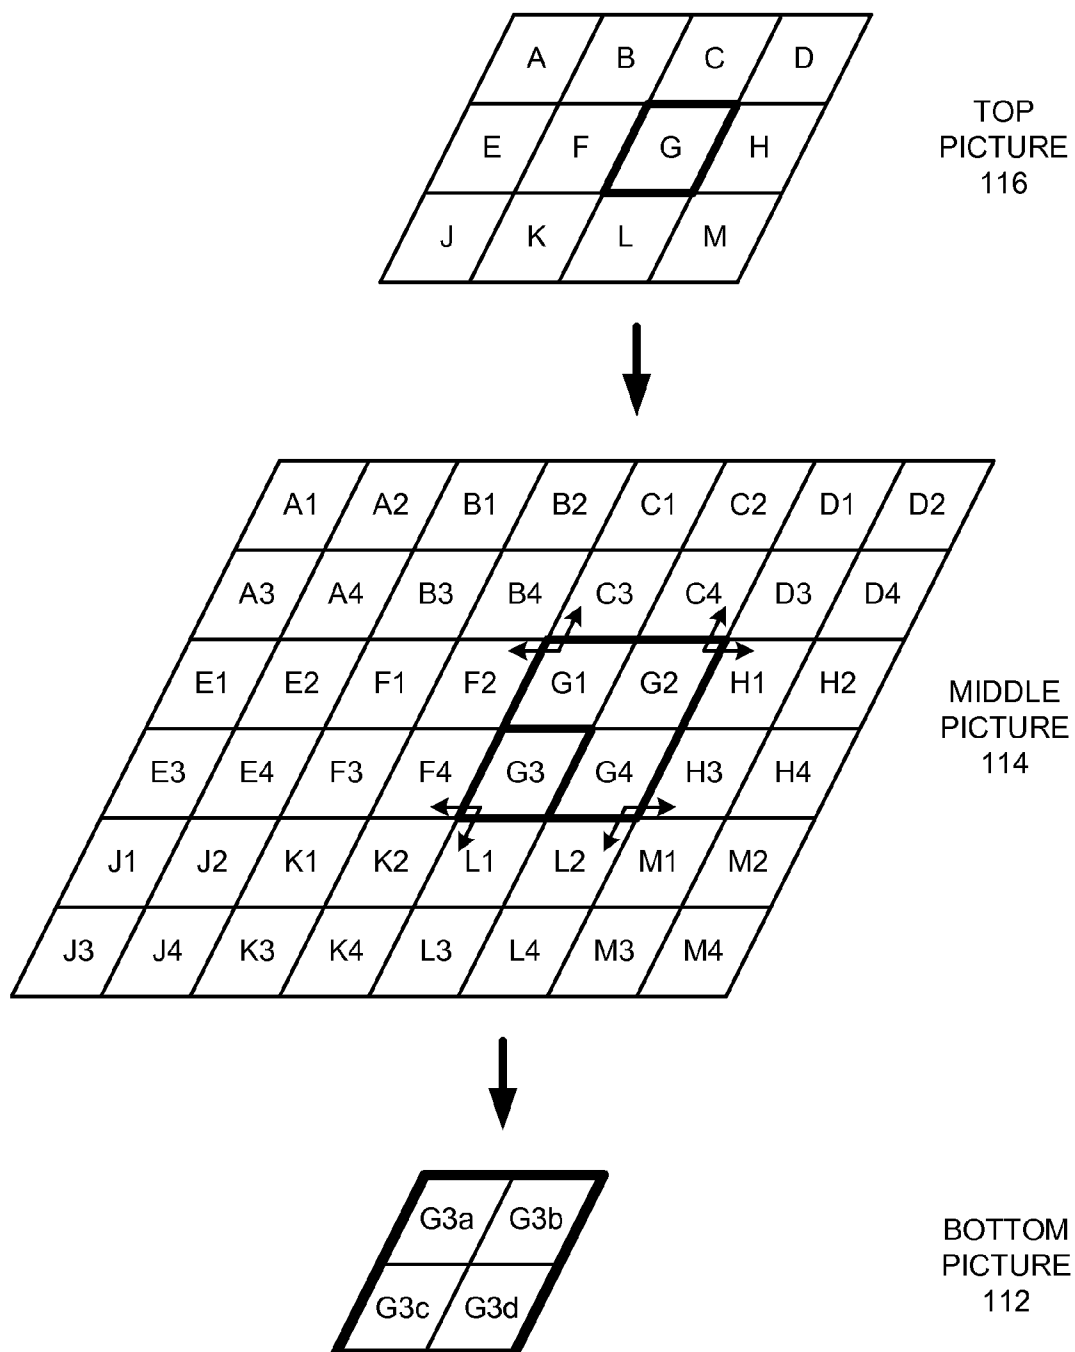 A B C D
E F G H
J K L M
TOP
PICTURE
116
A1 A2 B1 B2 C1 C2 D1 D2
A3 A4 B3 B4 C3 C4 D3 D4
E1 E2 F1 F2 G1 G2 H1 H2
E3 E4 F3 F4 G3 G4 H3 H4
J1 J2 K1 K2 L1 L2 M1 M2
J3 J4 K3 K4 L3 L4 M3 M4
MIDDLE
PICTURE
114
G3a G3b
G3c G3d
BOTTOM
PICTURE
112